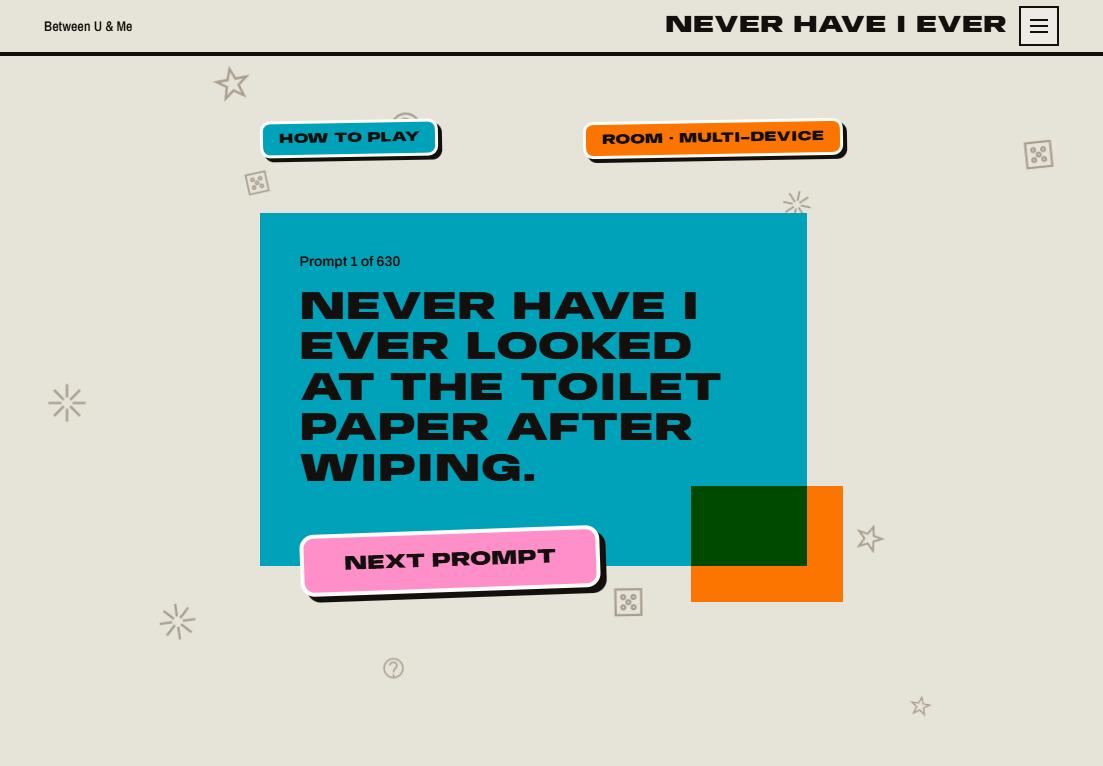 Between U & Me
NEVER HAVE I EVER
HOW TO PLAY
ROOM · MULTI-DEVICE
Prompt 1 of 630
NEVER HAVE I
EVER LOOKED
AT THE TOILET
PAPER AFTER
WIPING.
NEXT PROMPT